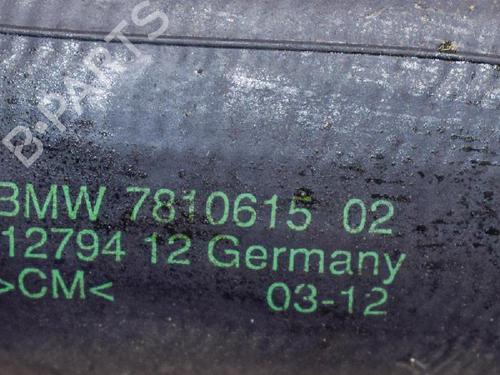 B-PARTS
BMW 7810615 02
12794 12 Germany
>CM< 03-12